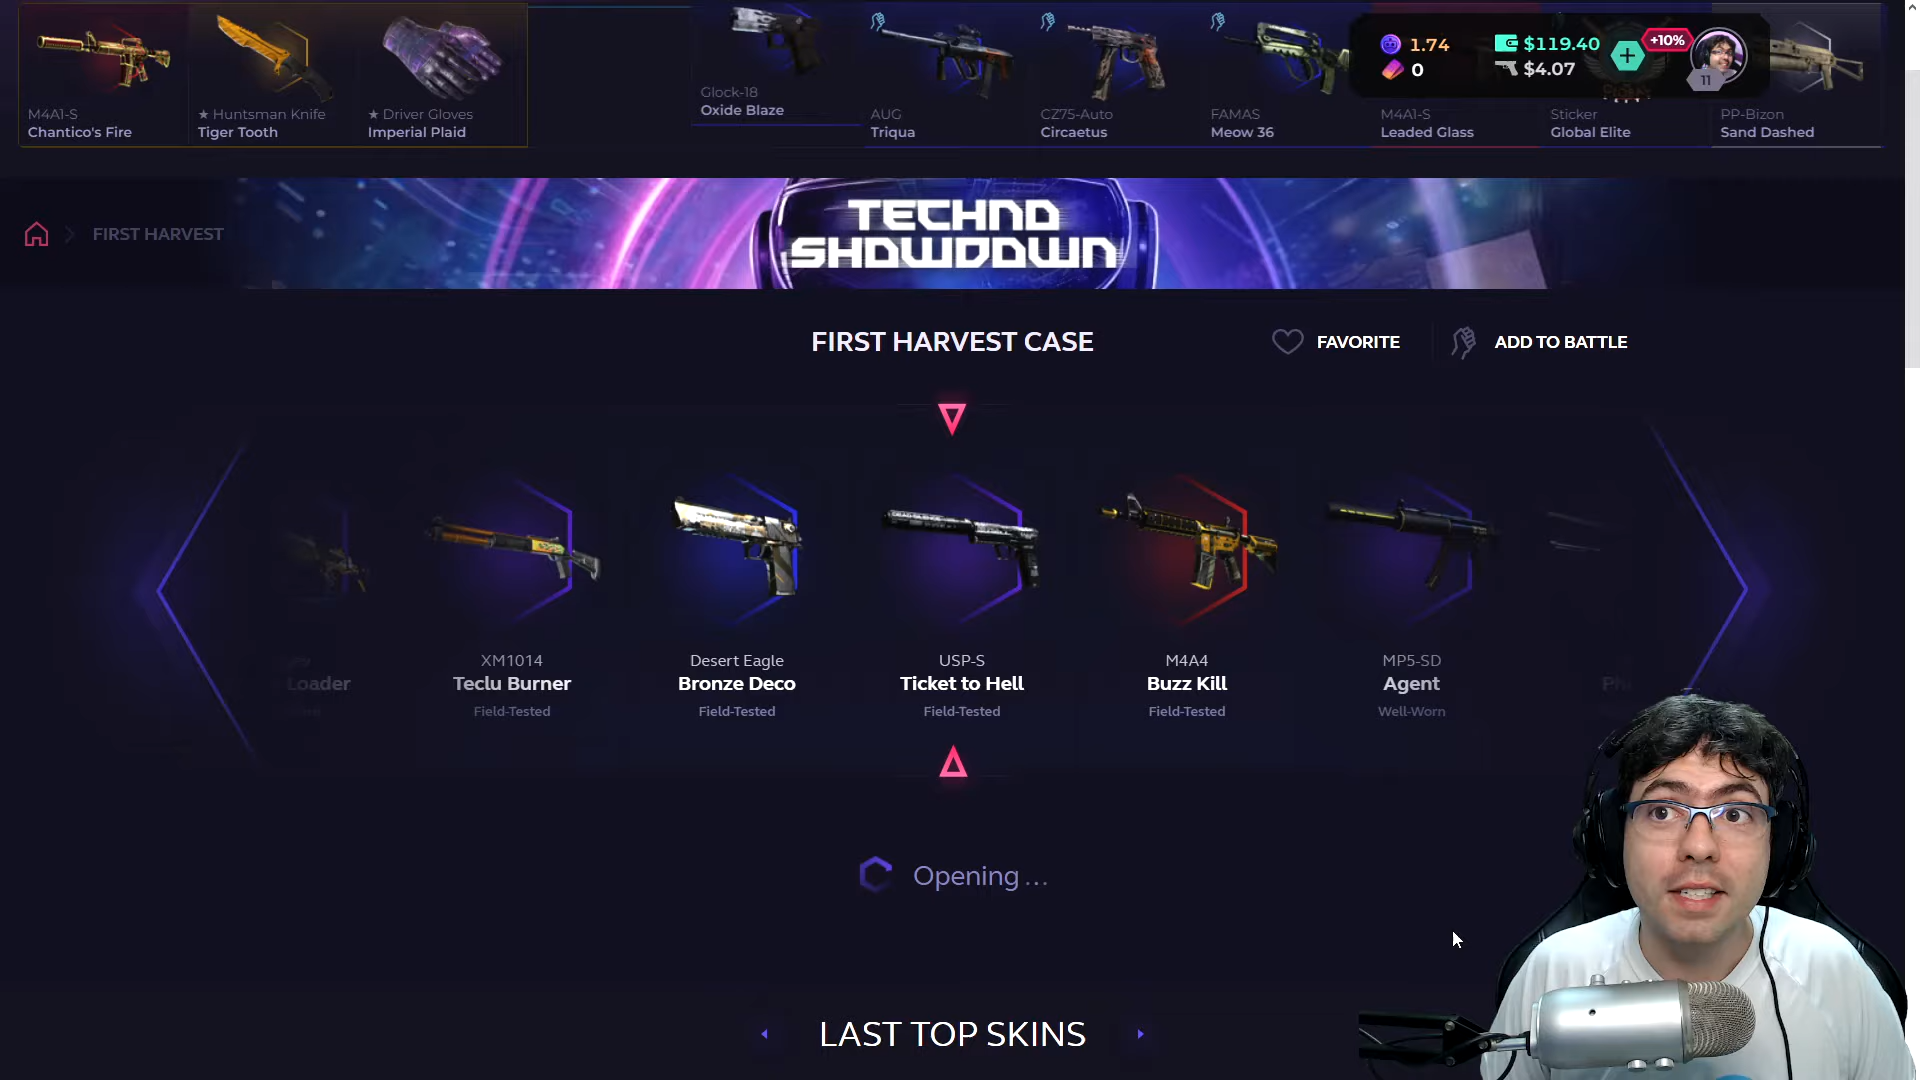 M4A1-S
Chantico's Fire
★ Huntsman Knife
Tiger Tooth
★ Driver Gloves
Imperial Plaid
Glock-18
Oxide Blaze
AUG
Triqua
CZ75-Auto
Circaetus
FAMAS
Meow 36
M4A1-S
Leaded Glass
Sticker
Global Elite
PP-Bizon
Sand Dashed
1.74
0
$119.40
$4.07
+10%
11
FIRST HARVEST
TECHNO
SHOWDOWN
FIRST HARVEST CASE
FAVORITE
ADD TO BATTLE
Loader
XM1014
Teclu Burner
Field-Tested
Desert Eagle
Bronze Deco
Field-Tested
USP-S
Ticket to Hell
Field-Tested
M4A4
Buzz Kill
Field-Tested
MP5-SD
Agent
Well-Worn
Opening ...
LAST TOP SKINS